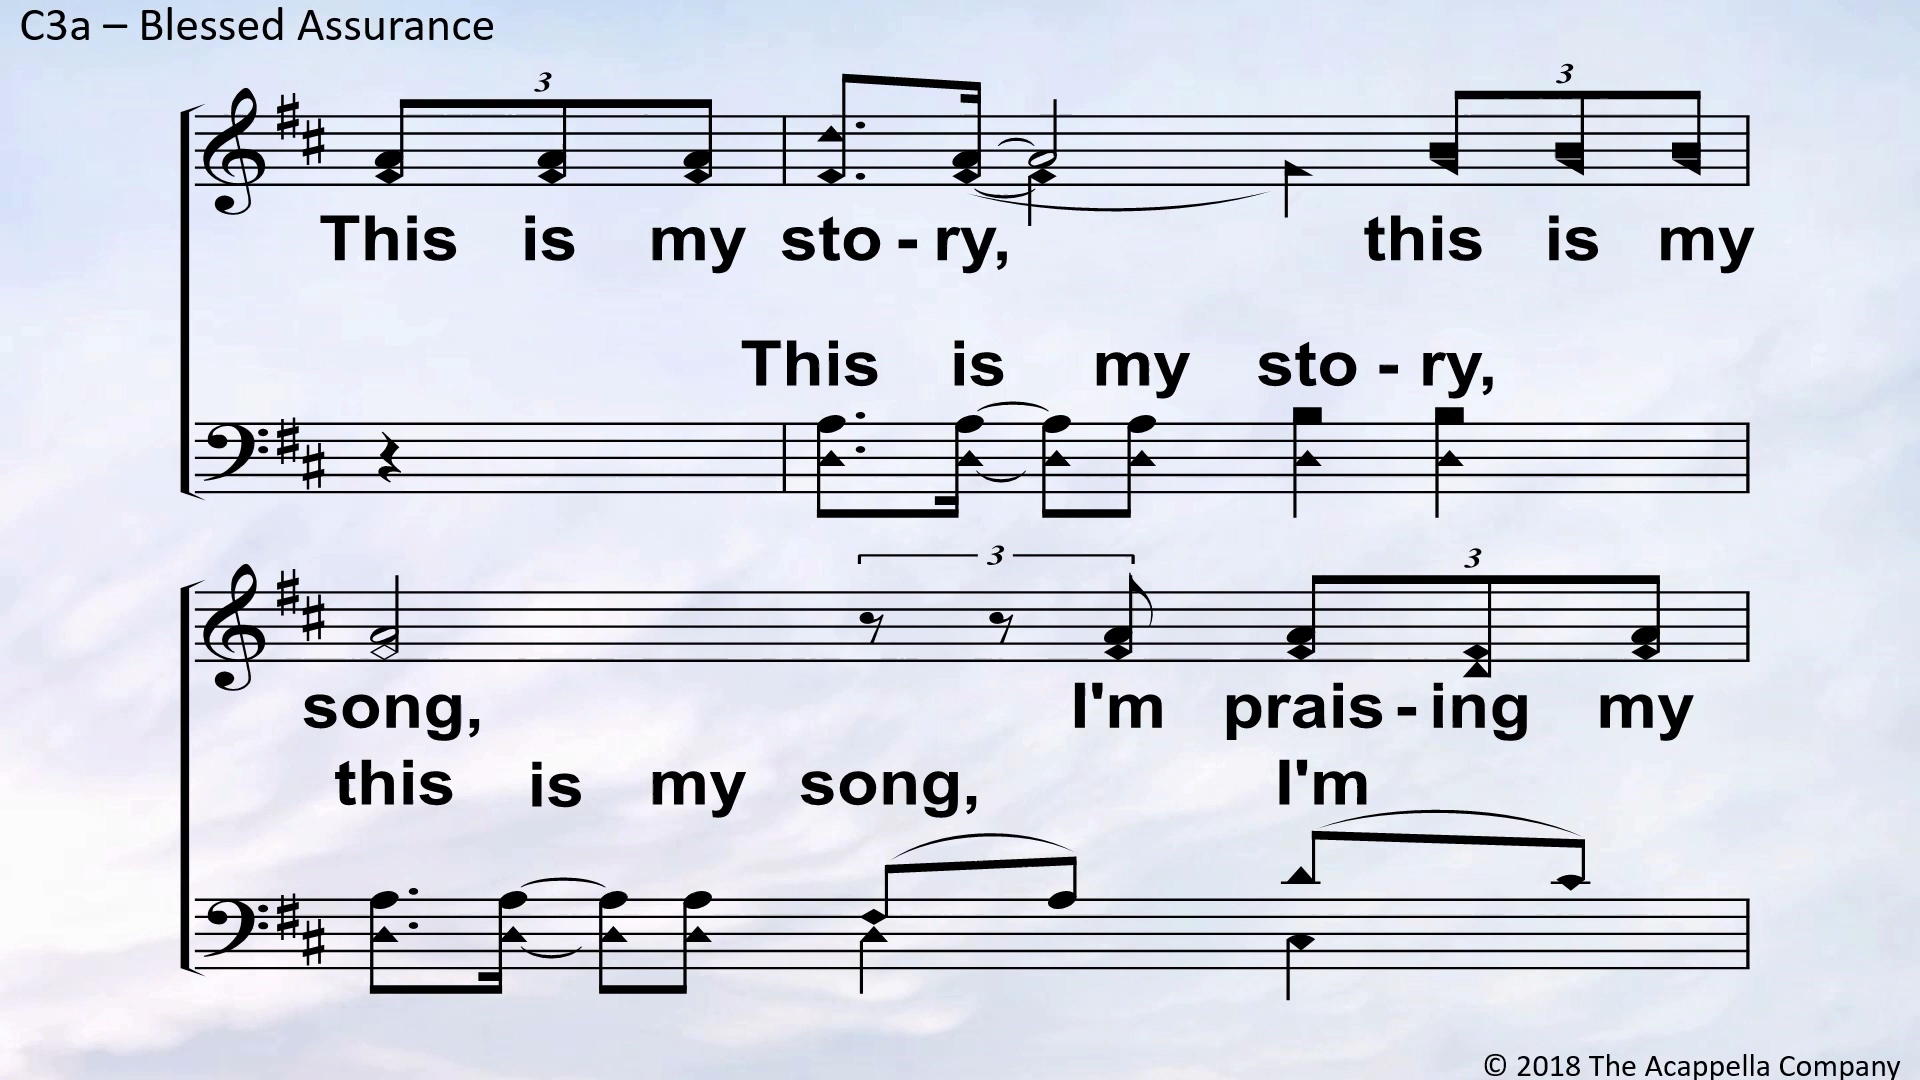 C3a – Blessed Assurance
3
3
This is my sto - ry, this is my
This is my sto - ry,
3
3
song, I'm prais - ing my
this is my song, I'm
© 2018 The Acappella Company